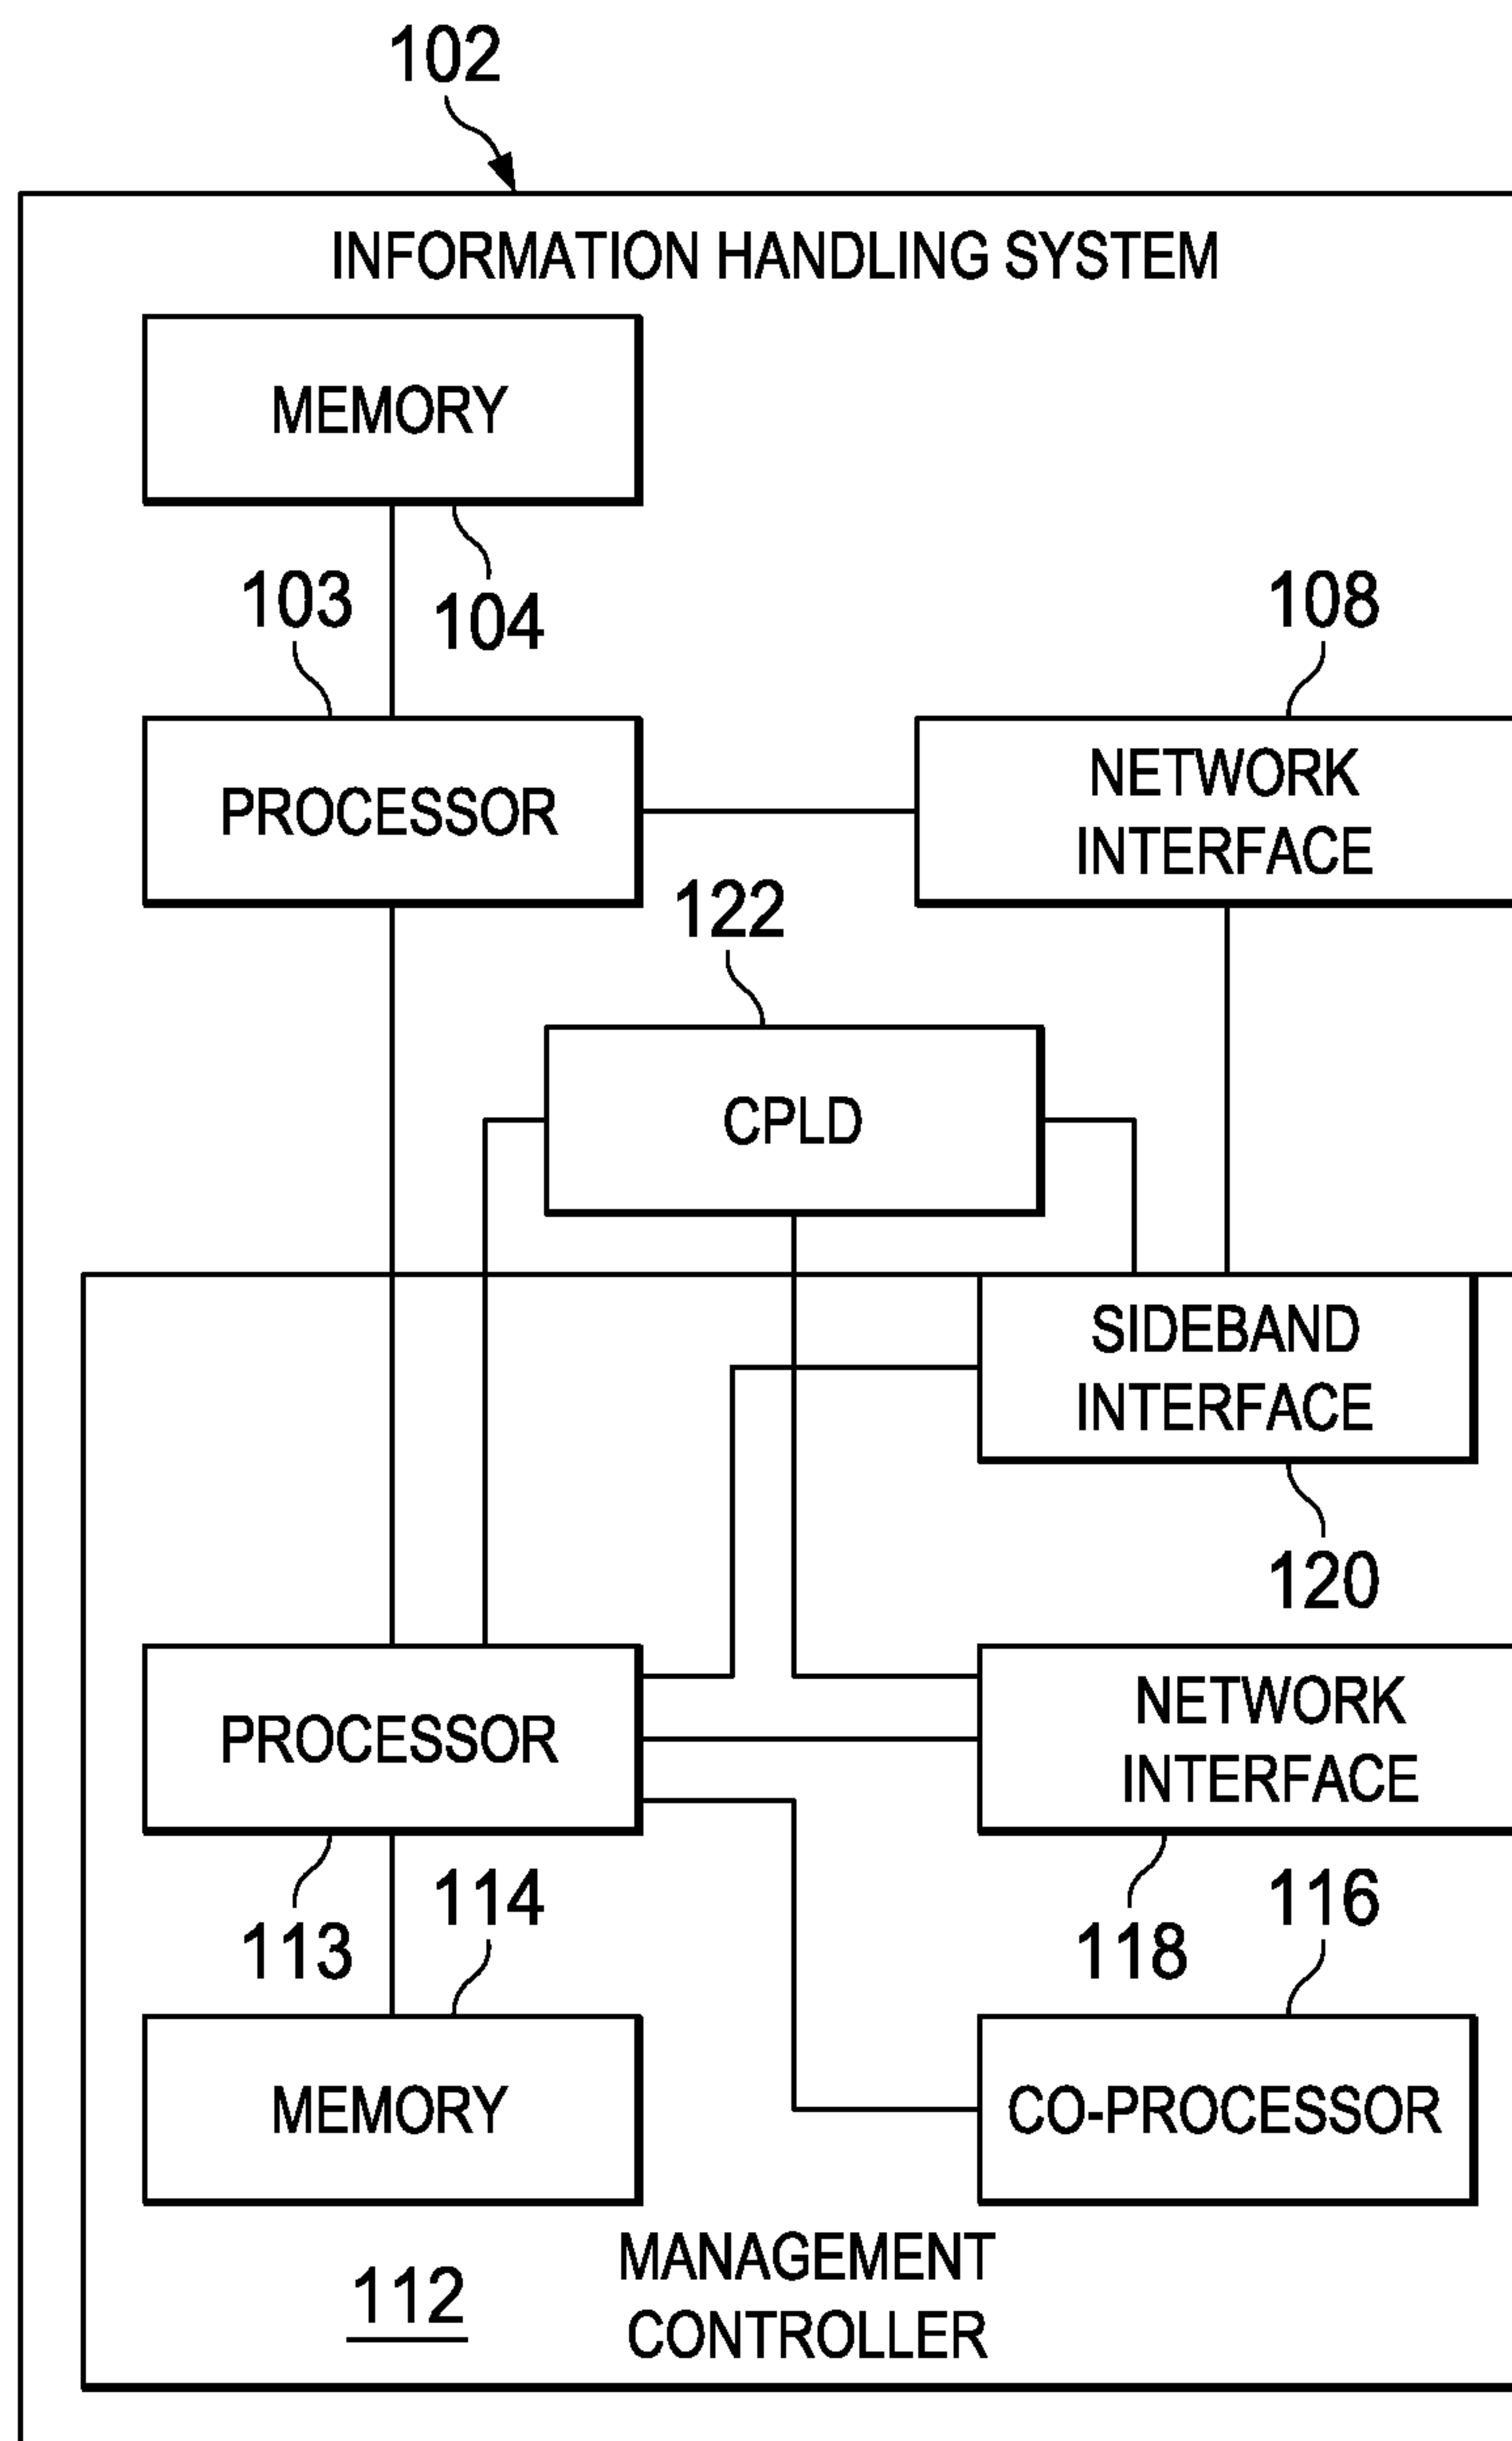 102
INFORMATION HANDLING SYSTEM
MEMORY
103
104
108
PROCESSOR
NETWORK
INTERFACE
122
CPLD
SIDEBAND
INTERFACE
120
PROCESSOR
NETWORK
INTERFACE
113
114
118
116
MEMORY
CO-PROCESSOR
112
MANAGEMENT
CONTROLLER